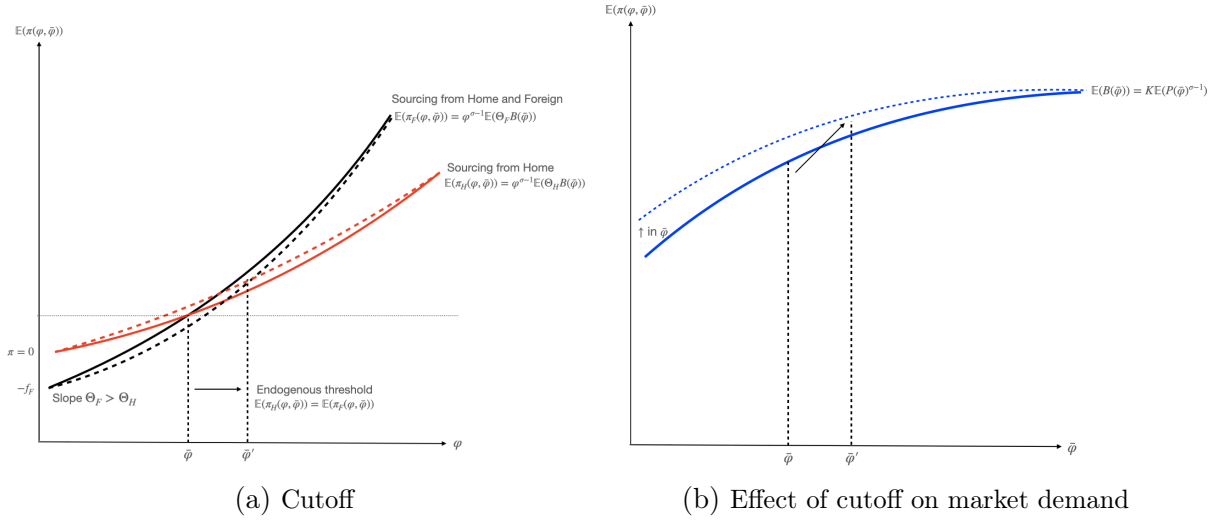 𝔼(π(φ, φ̄))
Sourcing from Home and Foreign
𝔼(π_F(φ, φ̄)) = φ^{σ−1}𝔼(Θ_F B(φ̄))
Sourcing from Home
𝔼(π_H(φ, φ̄)) = φ^{σ−1}𝔼(Θ_H B(φ̄))
π = 0
−f_F
Slope Θ_F > Θ_H
Endogenous threshold
𝔼(π_H(φ, φ̄)) = 𝔼(π_F(φ, φ̄))
φ̄
φ̄′
φ
(a) Cutoff
𝔼(π(φ, φ̄))
𝔼(B(φ̄)) = K𝔼(P(φ̄)^{σ−1})
↑ in φ̄
φ̄
φ̄′
φ̄
(b) Effect of cutoff on market demand